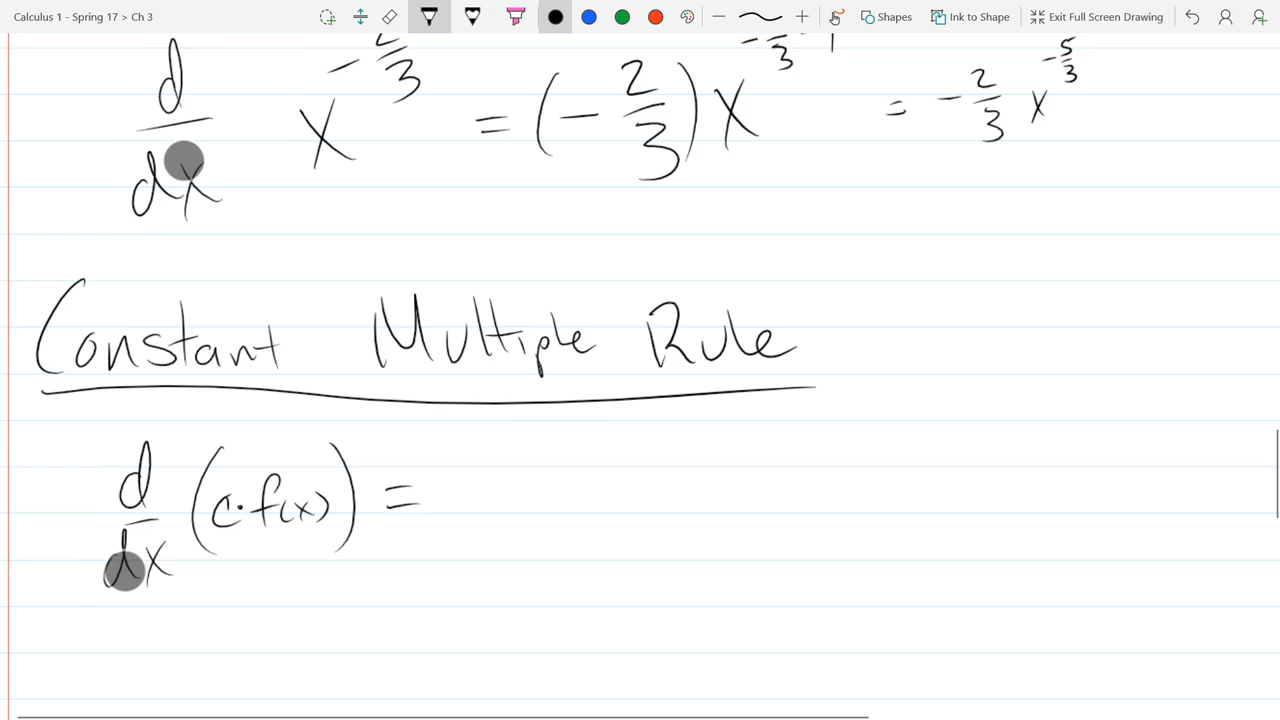 Calculus 1 - Spring 17 > Ch 3 Shapes Ink to Shape Exit Full Screen Drawing
d/dx x^(-2/3) = (-2/3) x^(-2/3 - 1) = -2/3 x^(-5/3)
Constant Multiple Rule
d/dx (c·f(x)) =